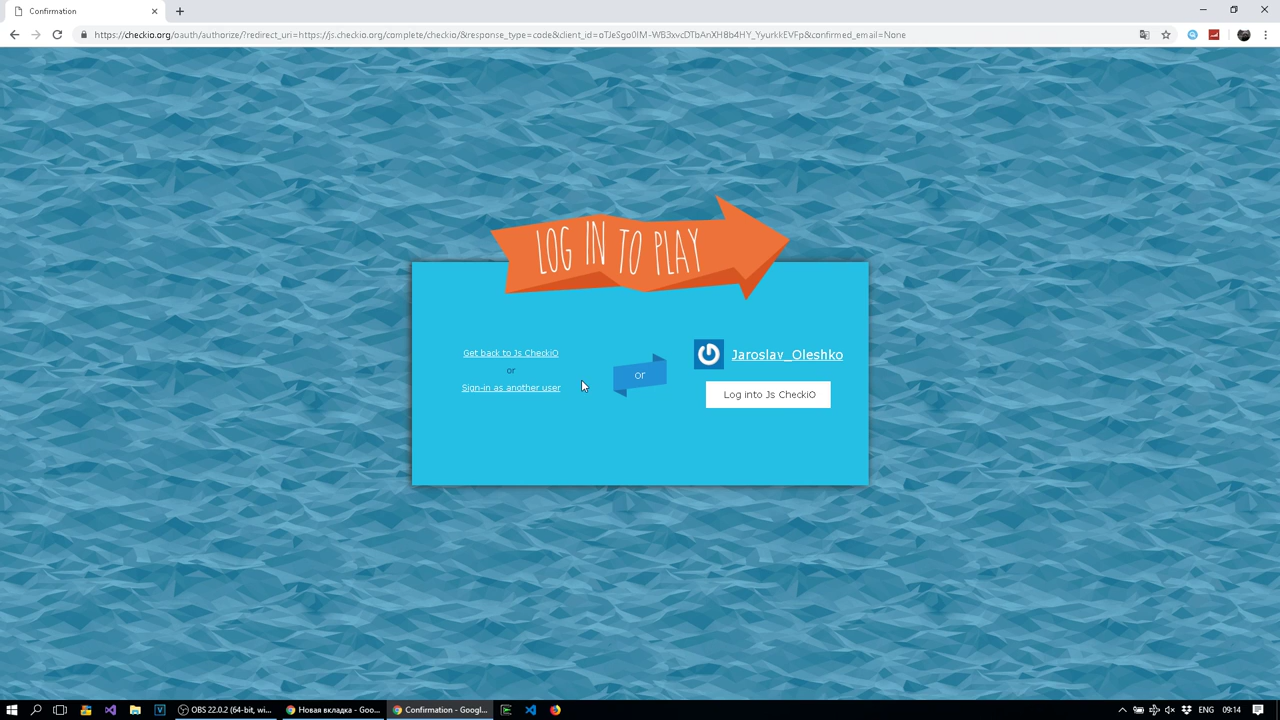 Confirmation
https://checkio.org/oauth/authorize/?redirect_uri=https://js.checkio.org/complete/checkio/&response_type=code&client_id=aTJeSgo0IM-WB3xvcDTbAnXH8b4HY_YyurkkEVFp&confirmed_email=None
LOG IN TO PLAY
Get back to Js CheckiO
or
Sign-in as another user
or
Jaroslav_Oleshko
Log into Js CheckiO
OBS 22.0.2 (64-bit, wi...
Новая вкладка - Goo...
Confirmation - Googl...
ENG
09:14